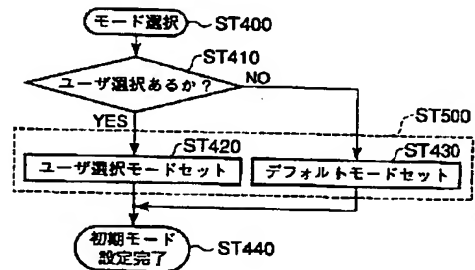 モード選択
ST400
ST410
ユーザ選択あるか？
NO
YES
ST500
ST420
ST430
ユーザ選択モードセット
デフォルトモードセット
初期モード
設定完了
ST440